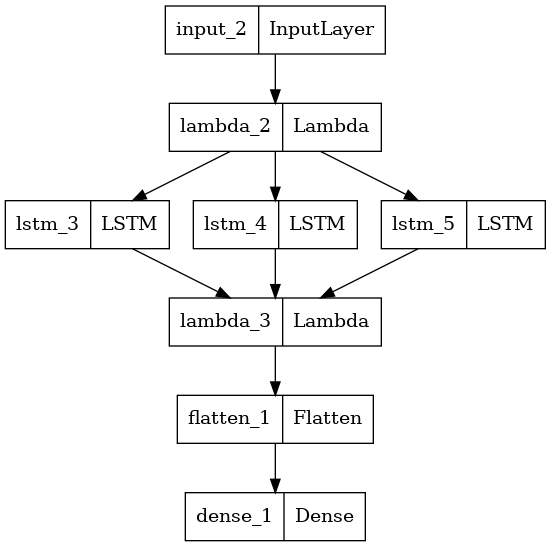 input_2 InputLayer
lambda_2 Lambda
lstm_3 LSTM lstm_4 LSTM lstm_5 LSTM
lambda_3 Lambda
flatten_1 Flatten
dense_1 Dense